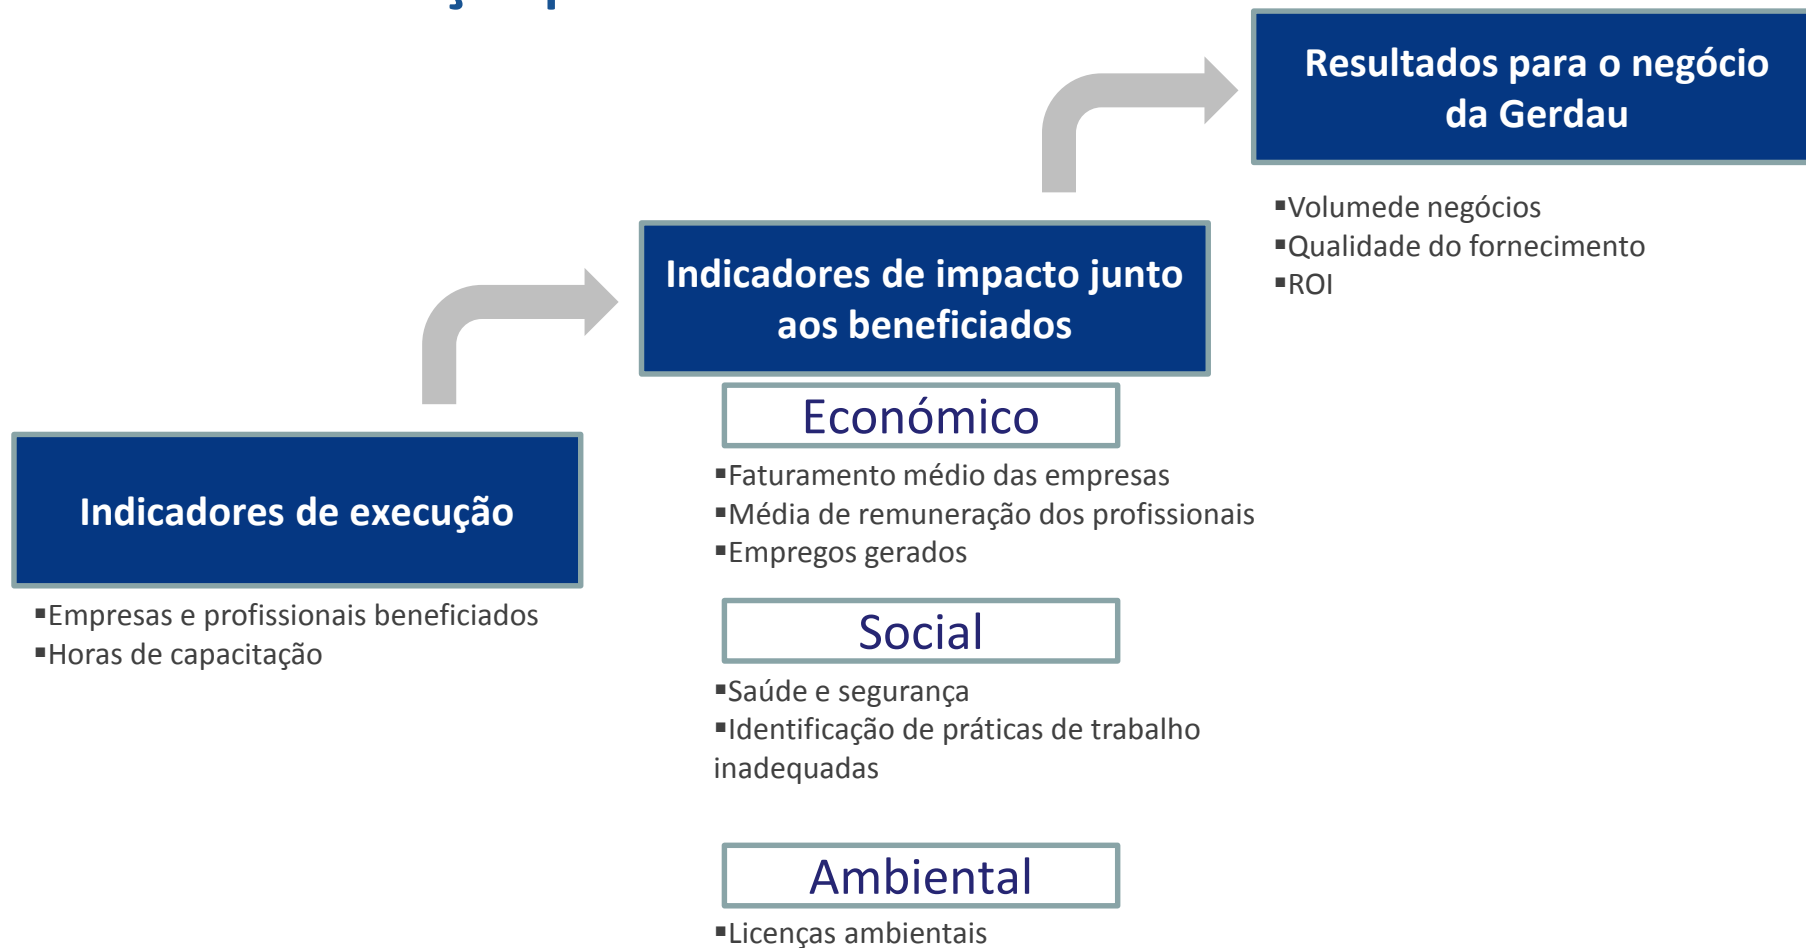 Resultados para o negócio
da Gerdau
▪Volumede negócios
▪Qualidade do fornecimento
▪ROI
Indicadores de impacto junto
aos beneficiados
Económico
▪Faturamento médio das empresas
▪Média de remuneração dos profissionais
▪Empregos gerados
Social
▪Saúde e segurança
▪Identificação de práticas de trabalho
inadequadas
Ambiental
▪Licenças ambientais
Indicadores de execução
▪Empresas e profissionais beneficiados
▪Horas de capacitação